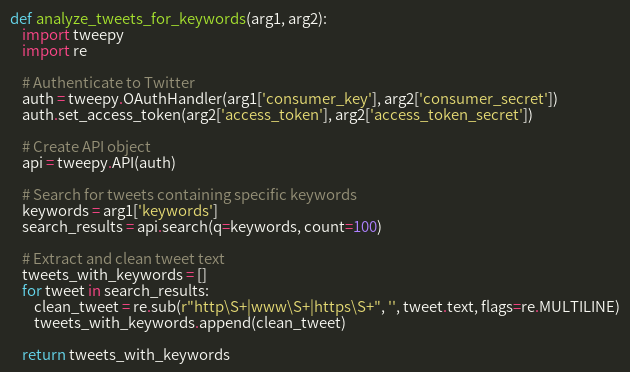 def analyze_tweets_for_keywords(arg1, arg2):
    import tweepy
    import re

    # Authenticate to Twitter
    auth = tweepy.OAuthHandler(arg1['consumer_key'], arg2['consumer_secret'])
    auth.set_access_token(arg2['access_token'], arg2['access_token_secret'])

    # Create API object
    api = tweepy.API(auth)

    # Search for tweets containing specific keywords
    keywords = arg1['keywords']
    search_results = api.search(q=keywords, count=100)

    # Extract and clean tweet text
    tweets_with_keywords = []
    for tweet in search_results:
        clean_tweet = re.sub(r"http\S+|www\S+|https\S+", '', tweet.text, flags=re.MULTILINE)
        tweets_with_keywords.append(clean_tweet)

    return tweets_with_keywords